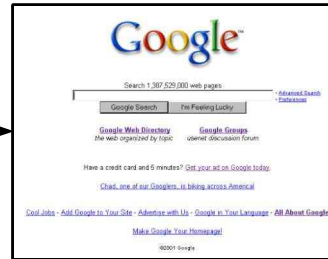 Google™
Search 1,387,529,000 web pages
• Advanced Search
• Preferences
Google Search I'm Feeling Lucky
Google Web Directory Google Groups
the web organized by topic usenet discussion forum
Have a credit card and 5 minutes? Get your ad on Google today.
Chad, one of our Googlers, is biking across America!
Cool Jobs - Add Google to Your Site - Advertise with Us - Google in Your Language - All About Google
Make Google Your Homepage!
©2001 Google